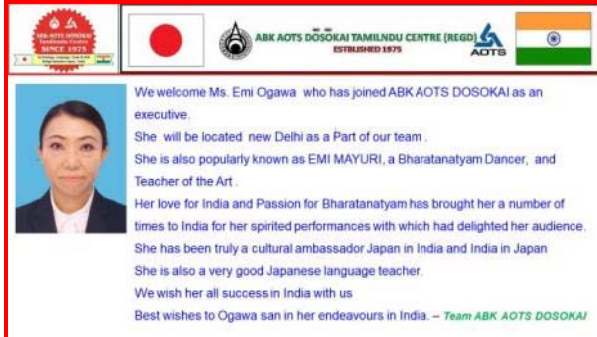 ABK-AOTS DOSOKAI
Tamilnadu Centre
SINCE 1975
ABK AOTS DŌSŌKAI TAMILNDU CENTRE (REGD)
ESTBLISHED 1975
AOTS
We welcome Ms. Emi Ogawa who has joined ABK AOTS DOSOKAI as an
executive.
She will be located new Delhi as a Part of our team .
She is also popularly known as EMI MAYURI, a Bharatanatyam Dancer, and
Teacher of the Art .
Her love for India and Passion for Bharatanatyam has brought her a number of
times to India for her spirited performances with which had delighted her audience.
She has been truly a cultural ambassador Japan in India and India in Japan
She is also a very good Japanese language teacher.
We wish her all success in India with us
Best wishes to Ogawa san in her endeavours in India. – Team ABK AOTS DOSOKAI